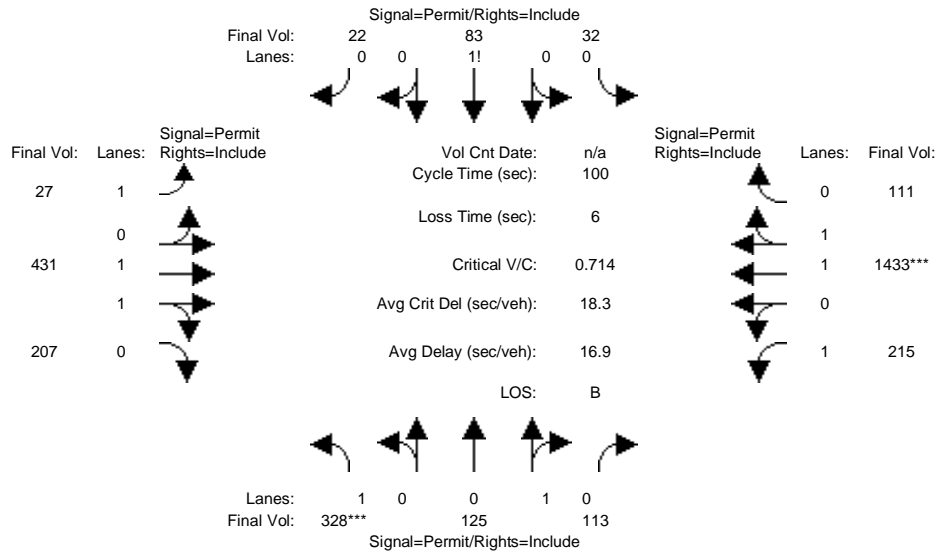 Signal=Permit/Rights=Include
Final Vol: 22 83 32
Lanes: 0 0 1! 0 0
Signal=Permit
Final Vol: Lanes: Rights=Include
Vol Cnt Date: n/a
Signal=Permit
Rights=Include Lanes: Final Vol:
Cycle Time (sec): 100
27 1
0 111
Loss Time (sec): 6
0
1
431 1
Critical V/C: 0.714
1 1433***
1
Avg Crit Del (sec/veh): 18.3
0
207 0
Avg Delay (sec/veh): 16.9
1 215
LOS: B
Lanes: 1 0 0 1 0
Final Vol: 328*** 125 113
Signal=Permit/Rights=Include